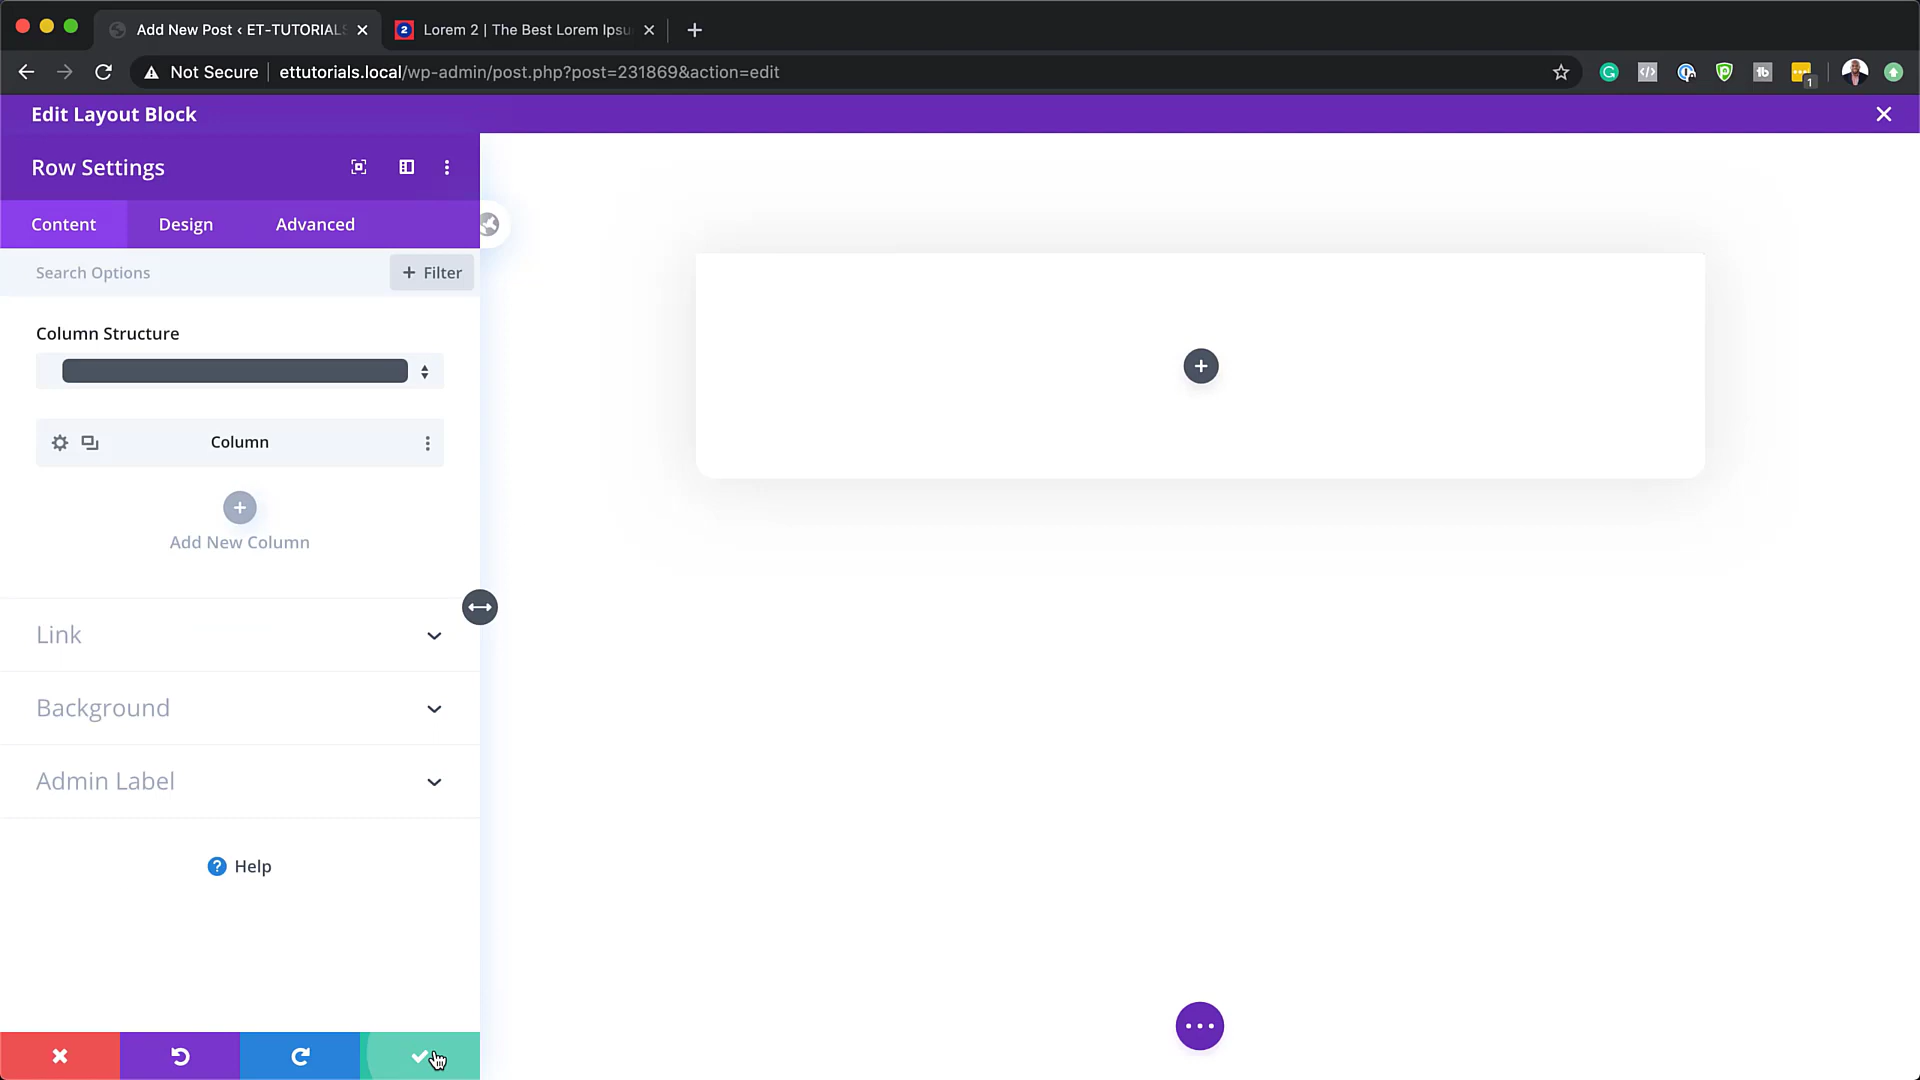 Add New Post ‹ ET-TUTORIALS
2 Lorem 2 | The Best Lorem Ipsu
Not Secure ettutorials.local/wp-admin/post.php?post=231869&action=edit
1
Edit Layout Block
Row Settings
Content Design Advanced
Search Options + Filter
Column Structure
Column
Add New Column
Link
Background
Admin Label
? Help